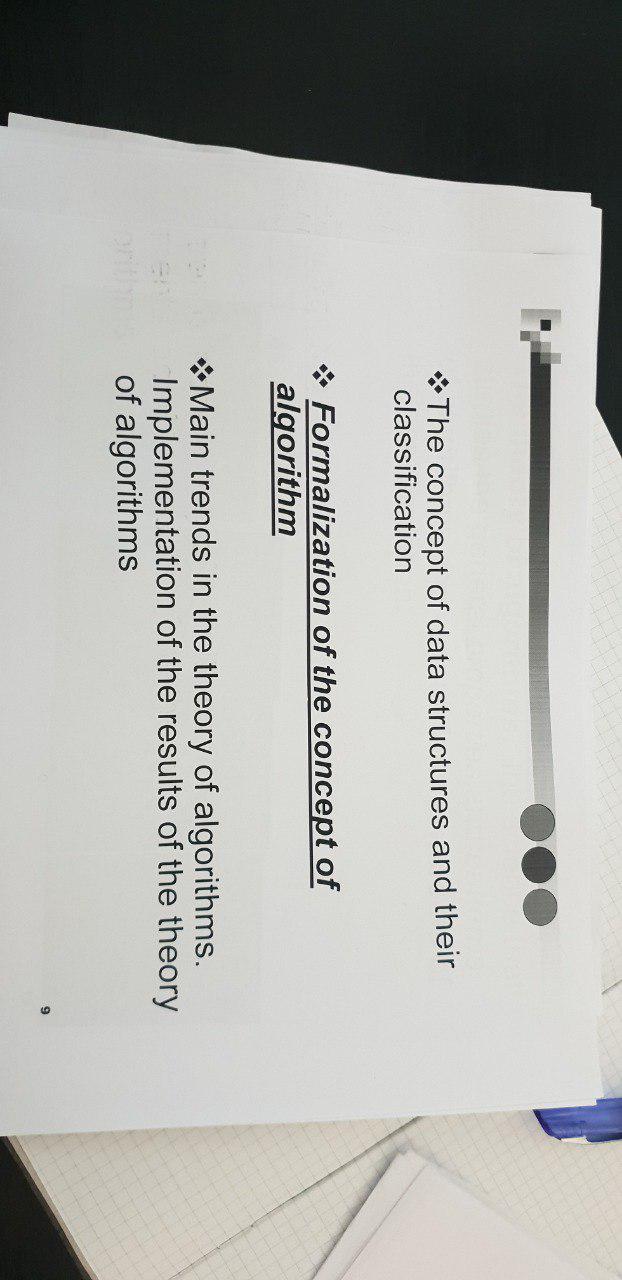 ❖The concept of data structures and their
classification
❖ Formalization of the concept of
algorithm
❖Main trends in the theory of algorithms.
Implementation of the results of the theory
of algorithms
9